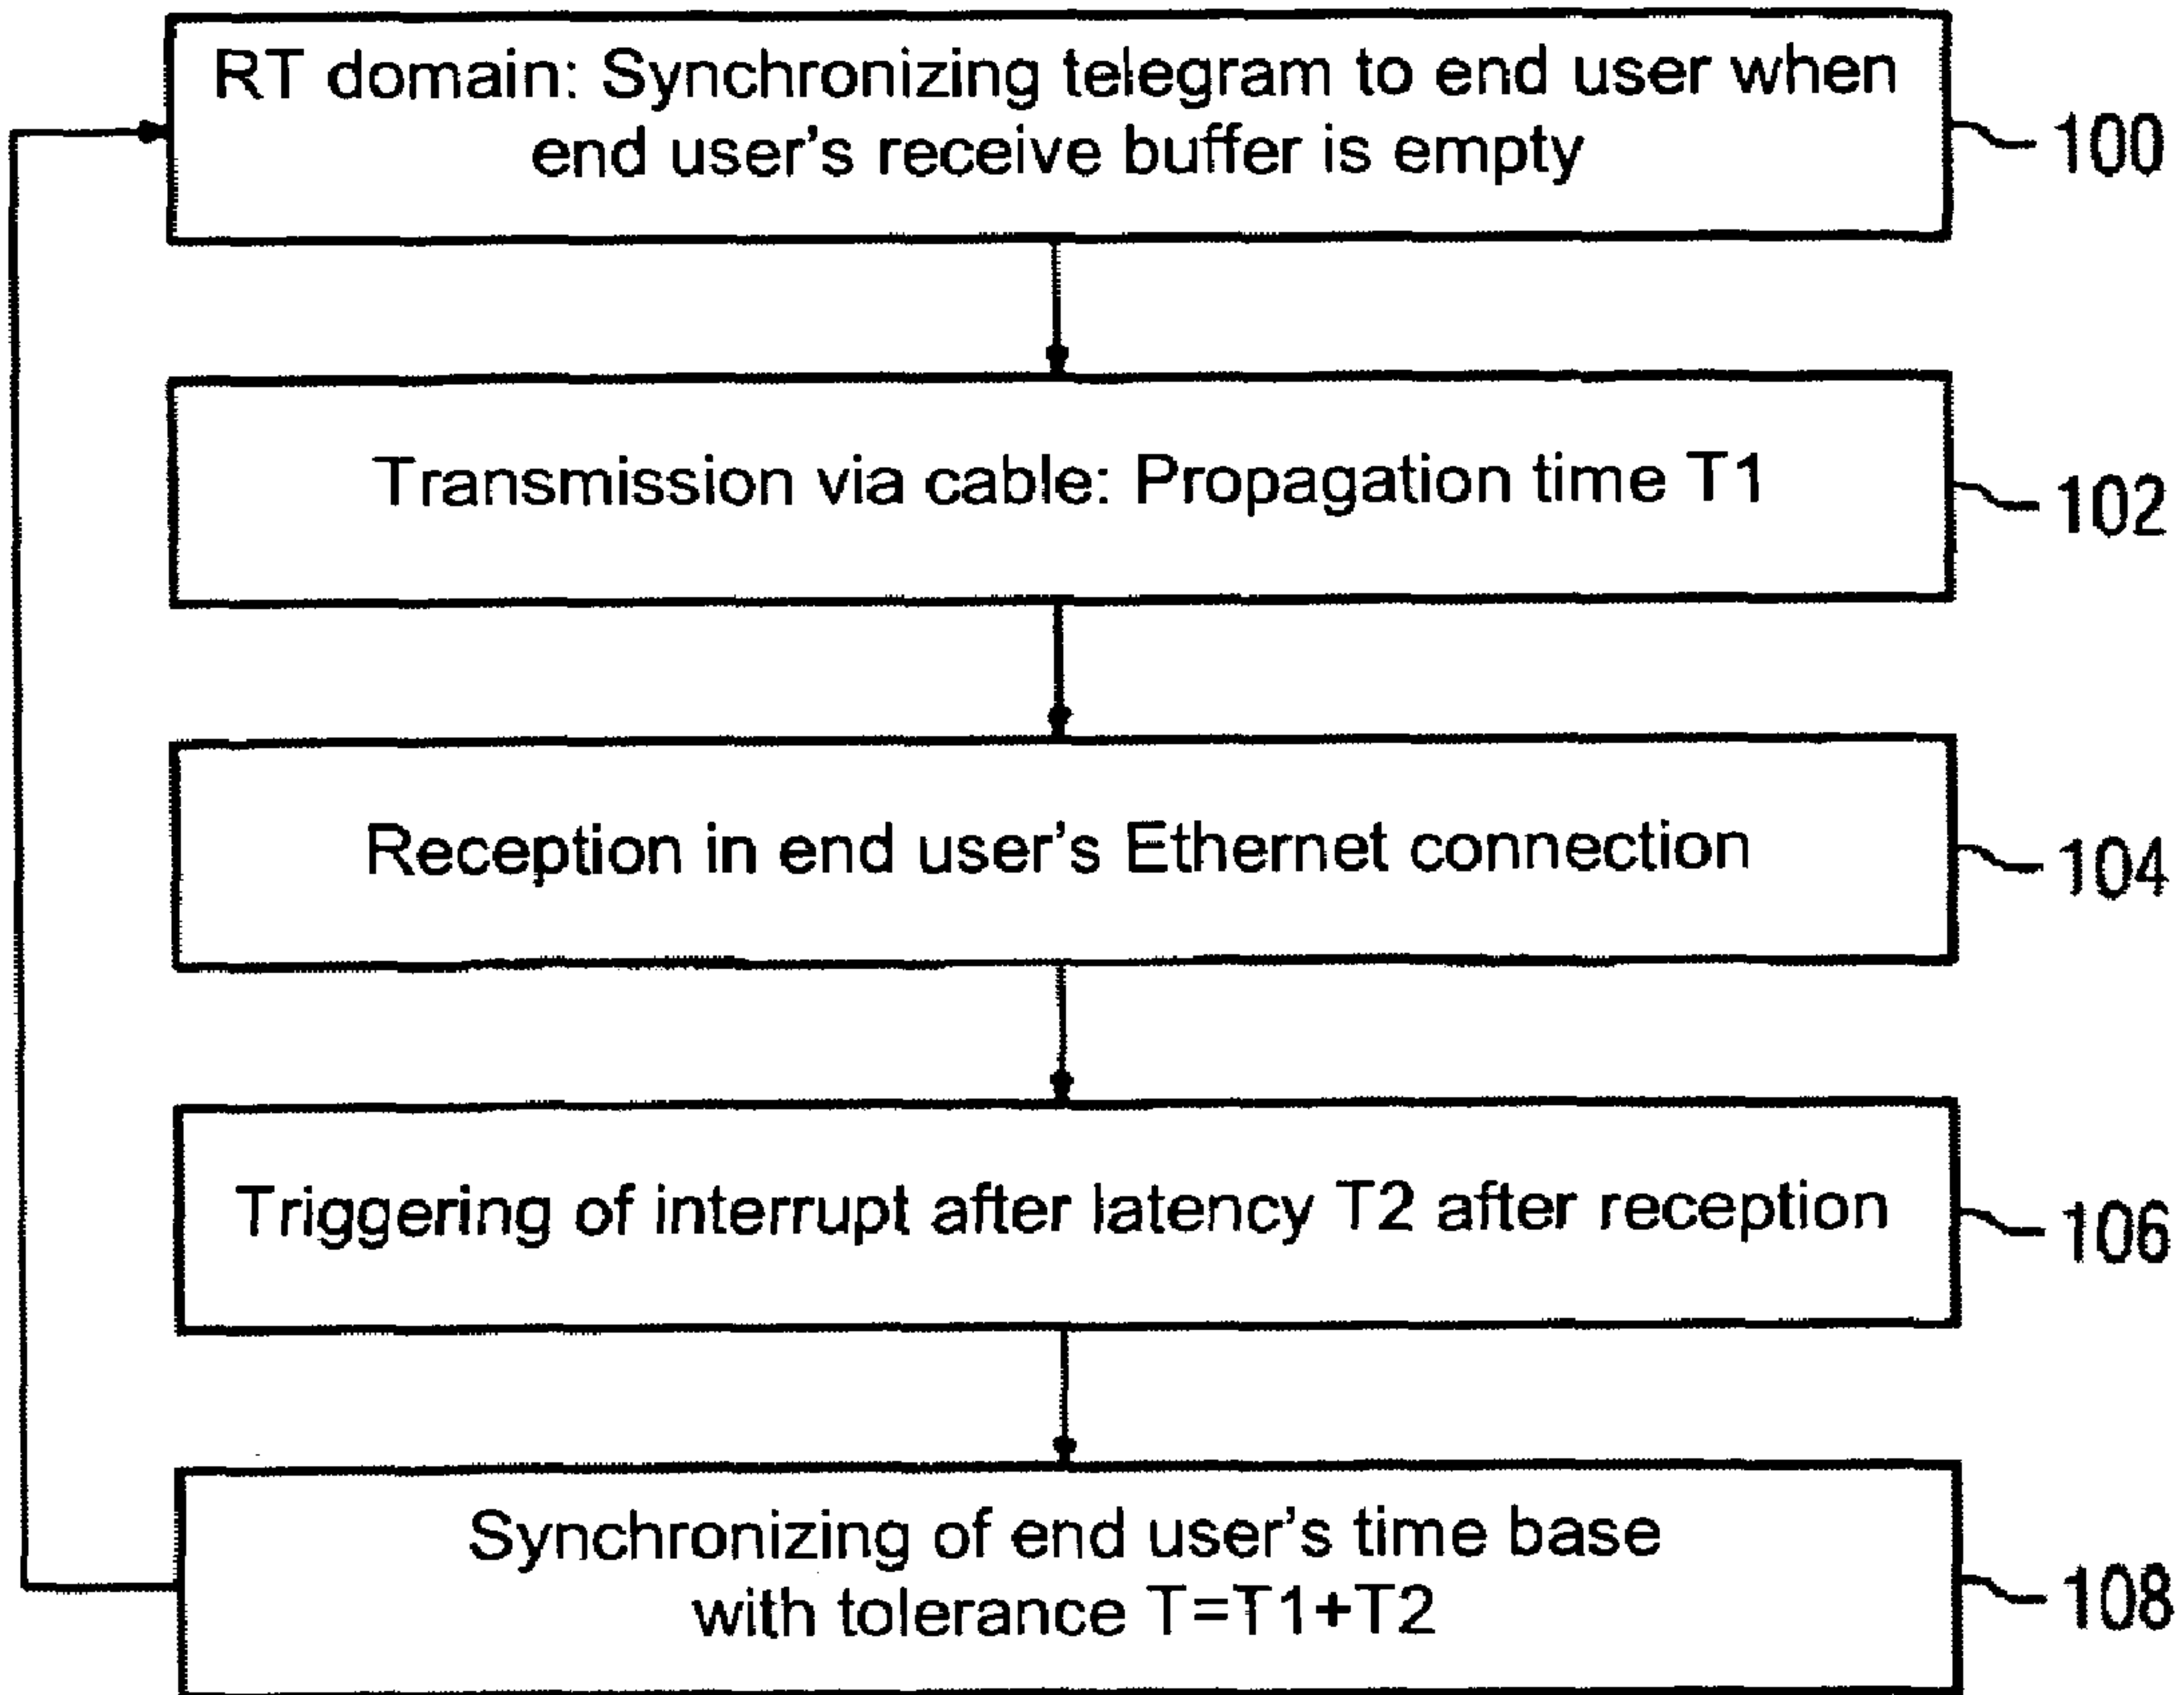 RT domain: Synchronizing telegram to end user when
end user's receive buffer is empty
100
Transmission via cable: Propagation time T1
102
Reception in end user's Ethernet connection
104
Triggering of interrupt after latency T2 after reception
106
Synchronizing of end user's time base
with tolerance T=T1+T2
108